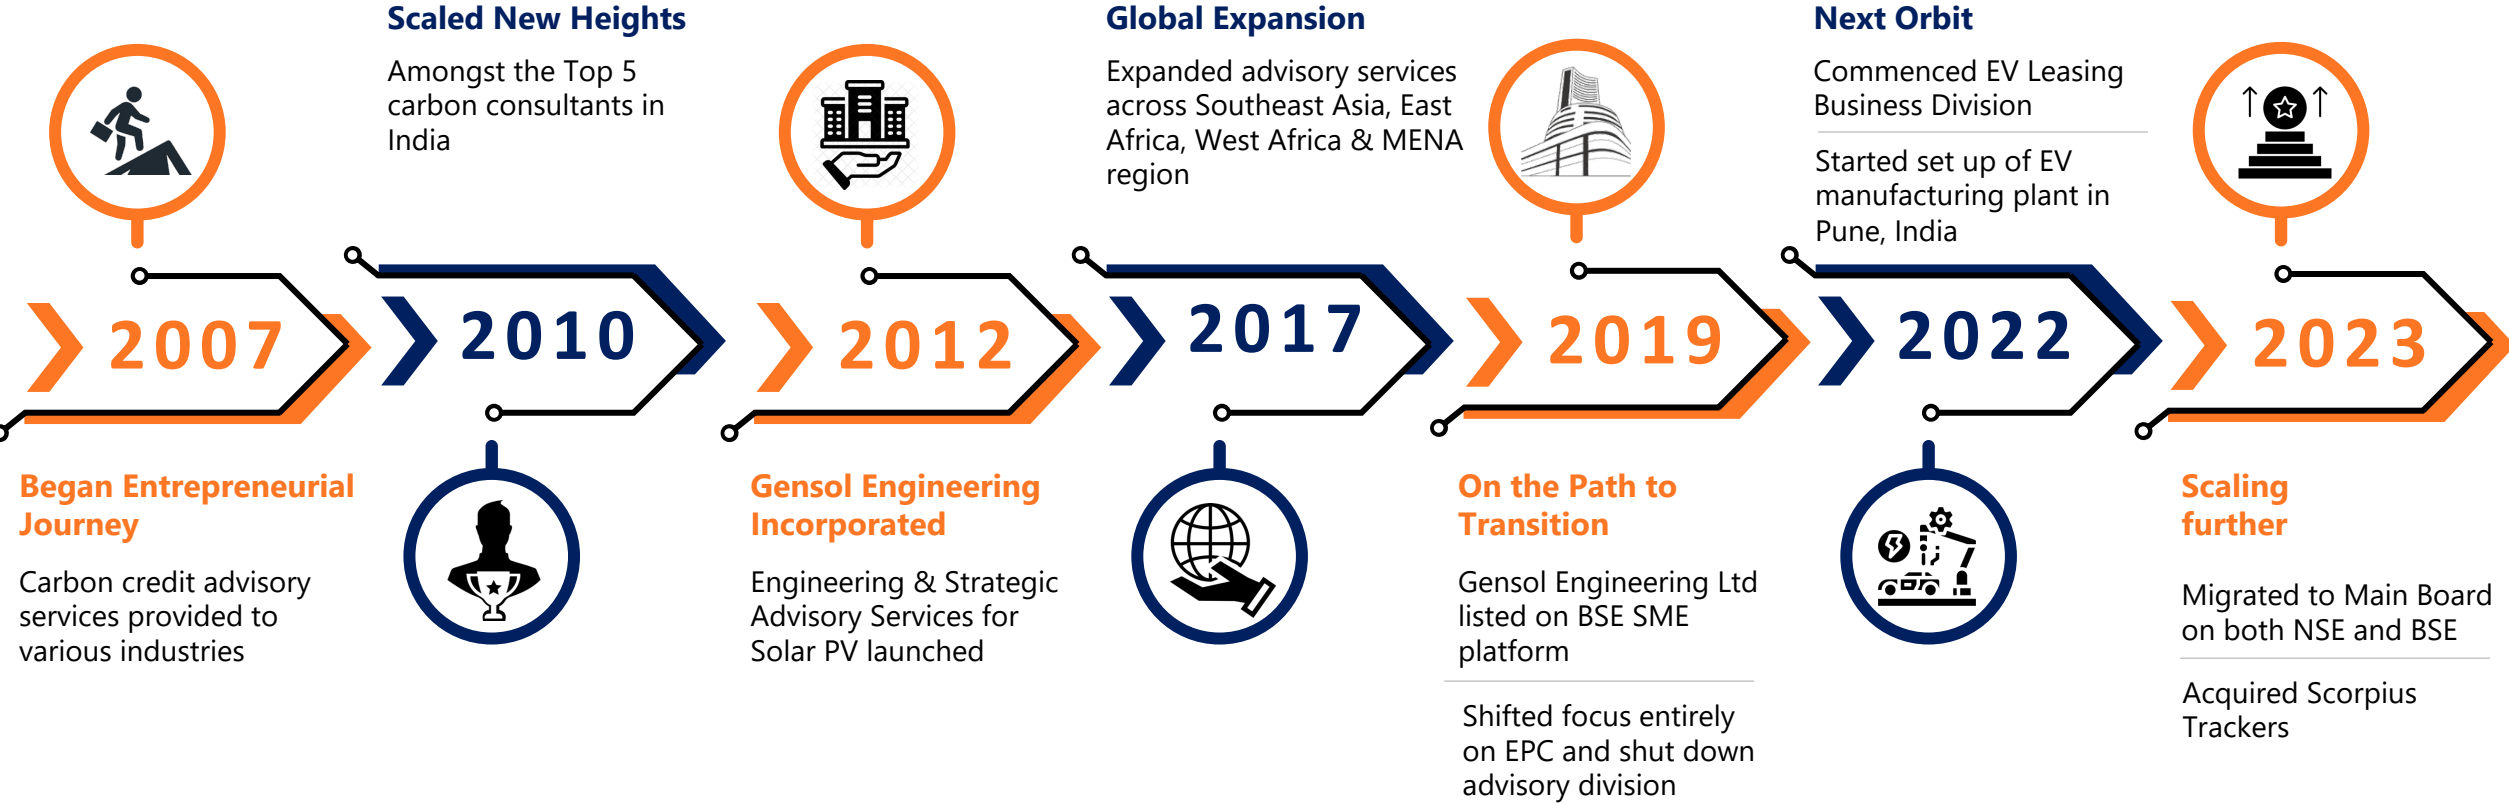 2007
Began Entrepreneurial
Journey
Carbon credit advisory
services provided to
various industries
Scaled New Heights
Amongst the Top 5
carbon consultants in
India
2010
2012
Gensol Engineering
Incorporated
Engineering & Strategic
Advisory Services for
Solar PV launched
Global Expansion
Expanded advisory services
across Southeast Asia, East
Africa, West Africa & MENA
region
2017
2019
On the Path to
Transition
Gensol Engineering Ltd
listed on BSE SME
platform
Shifted focus entirely
on EPC and shut down
advisory division
Next Orbit
Commenced EV Leasing
Business Division
Started set up of EV
manufacturing plant in
Pune, India
2022
2023
Scaling
further
Migrated to Main Board
on both NSE and BSE
Acquired Scorpius
Trackers